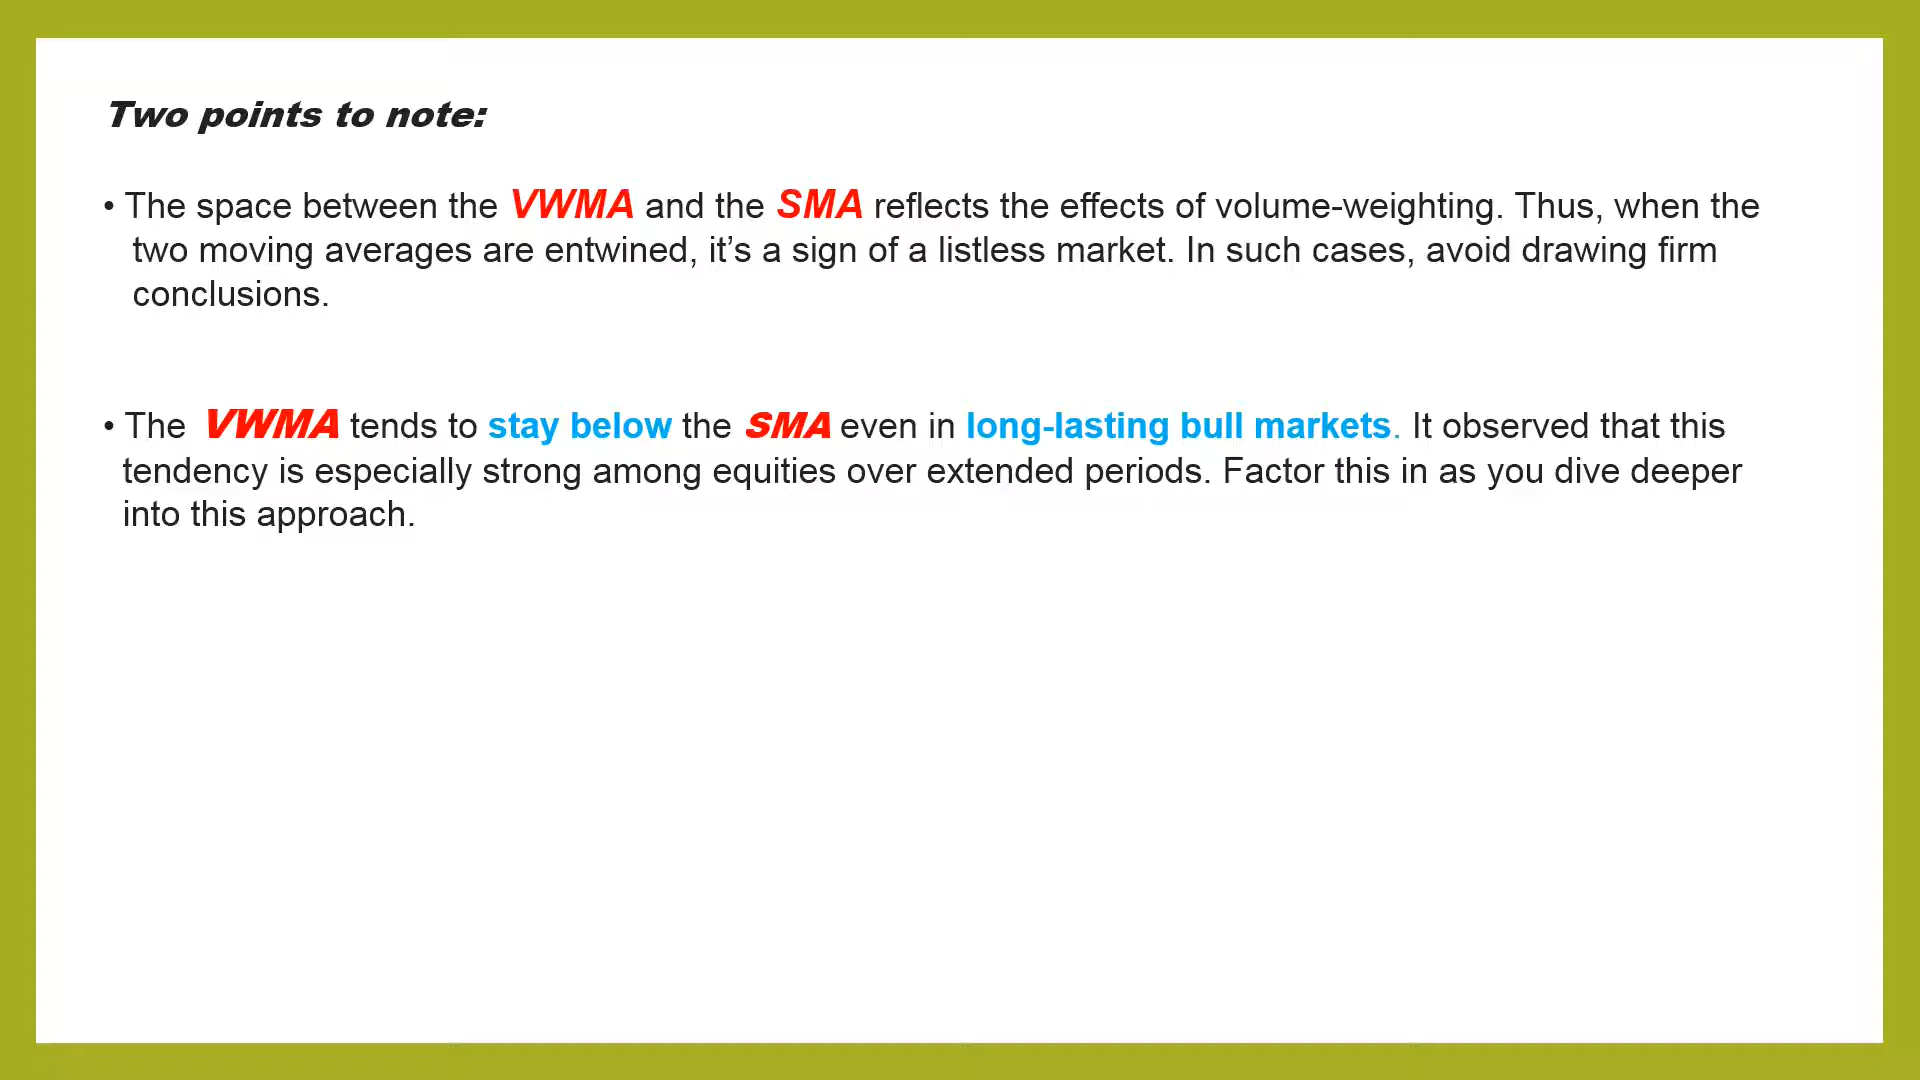 Two points to note:
• The space between the VWMA and the SMA reflects the effects of volume-weighting. Thus, when the
two moving averages are entwined, it’s a sign of a listless market. In such cases, avoid drawing firm
conclusions.
• The VWMA tends to stay below the SMA even in long-lasting bull markets. It observed that this
tendency is especially strong among equities over extended periods. Factor this in as you dive deeper
into this approach.